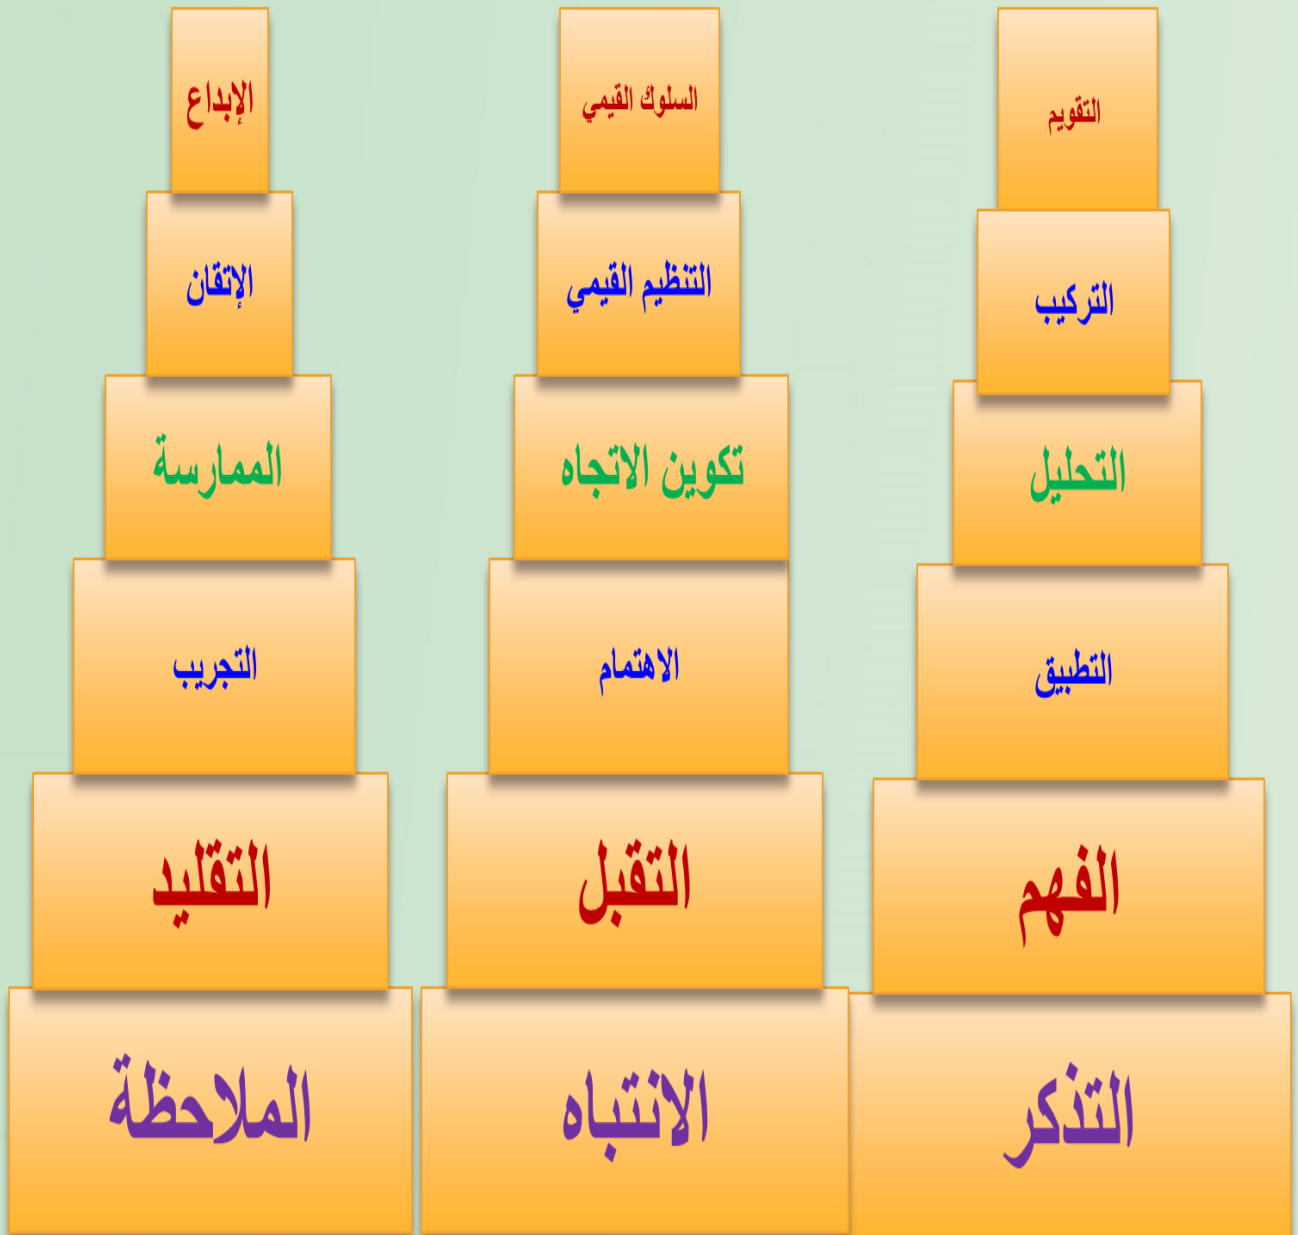 التقويم
التركيب
التحليل
التطبيق
الفهم
التذكر
السلوك القيمي
التنظيم القيمي
تكوين الاتجاه
الاهتمام
التقبل
الانتباه
الإبداع
الإتقان
الممارسة
التجريب
التقليد
الملاحظة